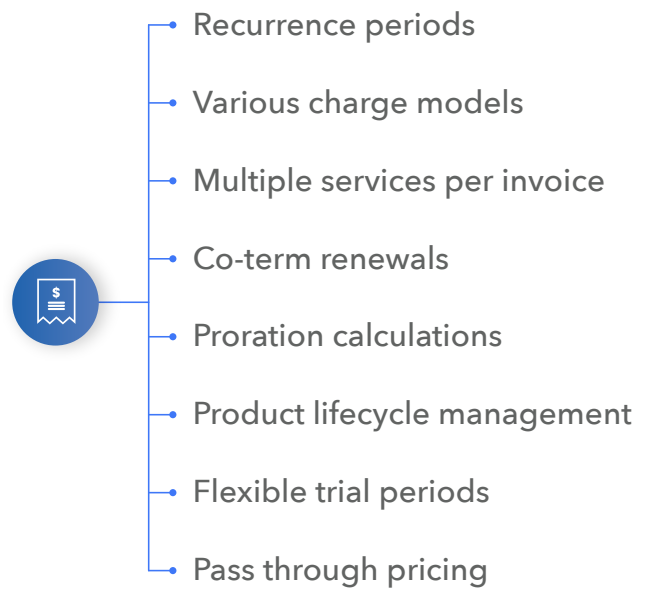 Recurrence periods
Various charge models
Multiple services per invoice
$
Co-term renewals
Proration calculations
Product lifecycle management
Flexible trial periods
Pass through pricing